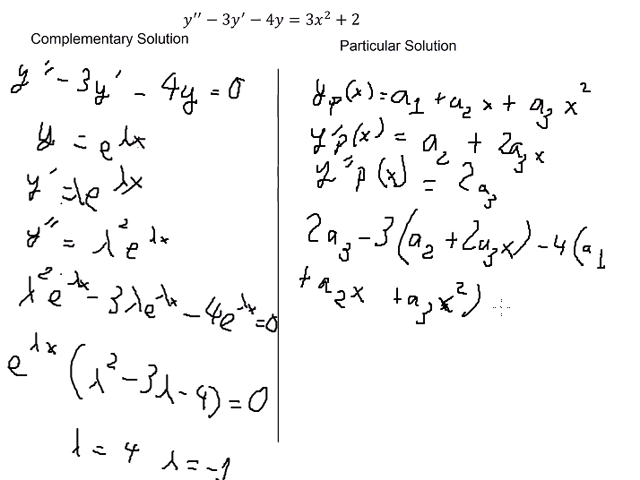 y'' − 3y' − 4y = 3x² + 2
Complementary Solution
y'' - 3y' - 4y = 0
y = e^λx
y' = λe^λx
y'' = λ²e^λx
λ²e^λx - 3λe^λx - 4e^λx = 0
e^λx (λ² - 3λ - 4) = 0
λ = 4 λ = -1
Particular Solution
y_p(x) = a₁ + a₂x + a₃x²
y'p(x) = a₂ + 2a₃x
y''p(x) = 2a₃
2a₃ - 3(a₂ + 2a₃x) - 4(a₁
+ a₂x + a₃x²)